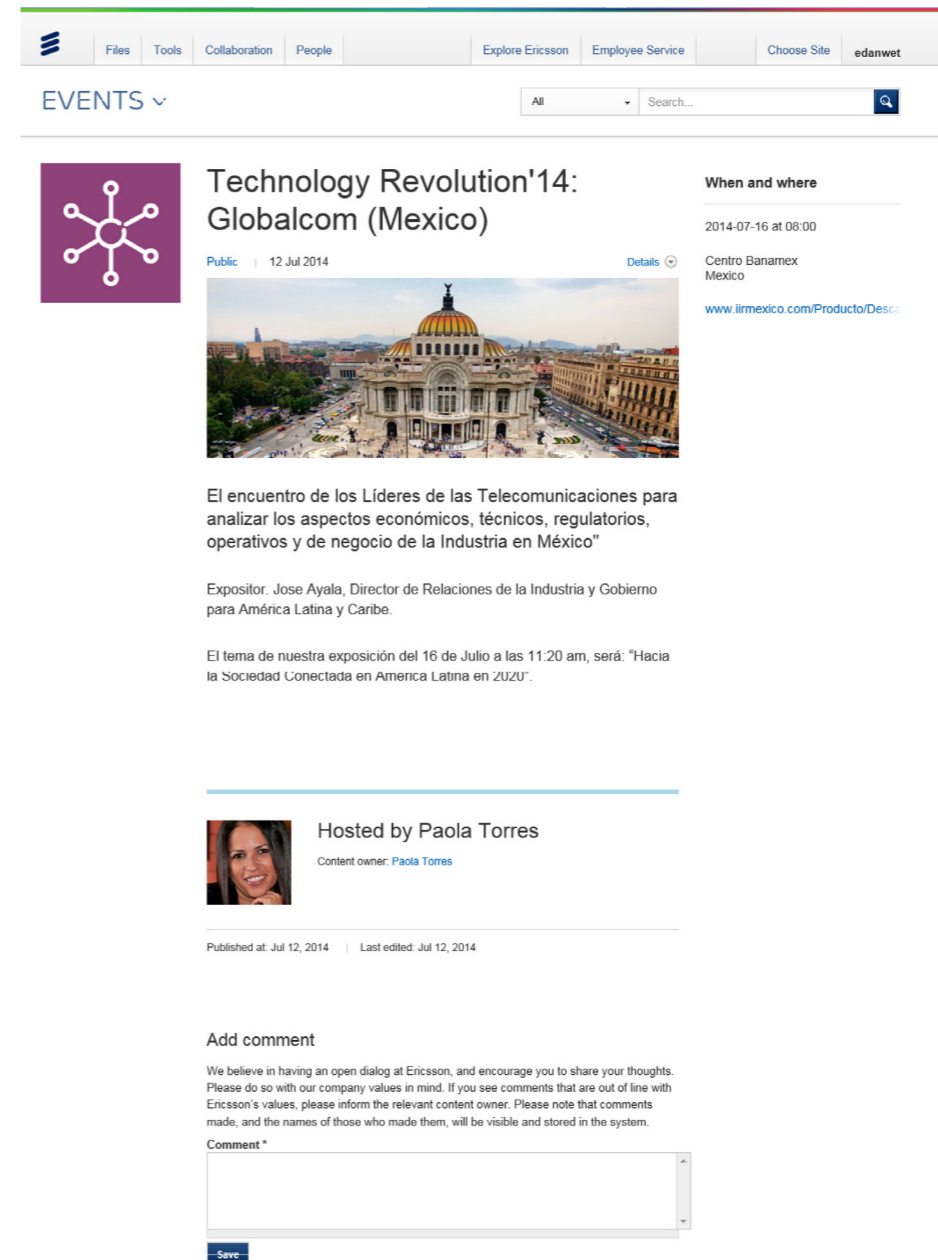 Files Tools Collaboration People Explore Ericsson Employee Service Choose Site edanwet
EVENTS
All Search...
Technology Revolution'14:
Globalcom (Mexico)
Public | 12 Jul 2014 Details
When and where
2014-07-16 at 08:00
Centro Banamex
Mexico
www.iirmexico.com/Producto/Desca
El encuentro de los Líderes de las Telecomunicaciones para
analizar los aspectos económicos, técnicos, regulatorios,
operativos y de negocio de la Industria en México"
Expositor. Jose Ayala, Director de Relaciones de la Industria y Gobierno
para América Latina y Caribe.
El tema de nuestra exposición del 16 de Julio a las 11:20 am, será: “Hacia
la Sociedad Conectada en America Latina en 2020”.
Hosted by Paola Torres
Content owner: Paola Torres
Published at: Jul 12, 2014 | Last edited: Jul 12, 2014
Add comment
We believe in having an open dialog at Ericsson, and encourage you to share your thoughts.
Please do so with our company values in mind. If you see comments that are out of line with
Ericsson's values, please inform the relevant content owner. Please note that comments
made, and the names of those who made them, will be visible and stored in the system.
Comment *
Save